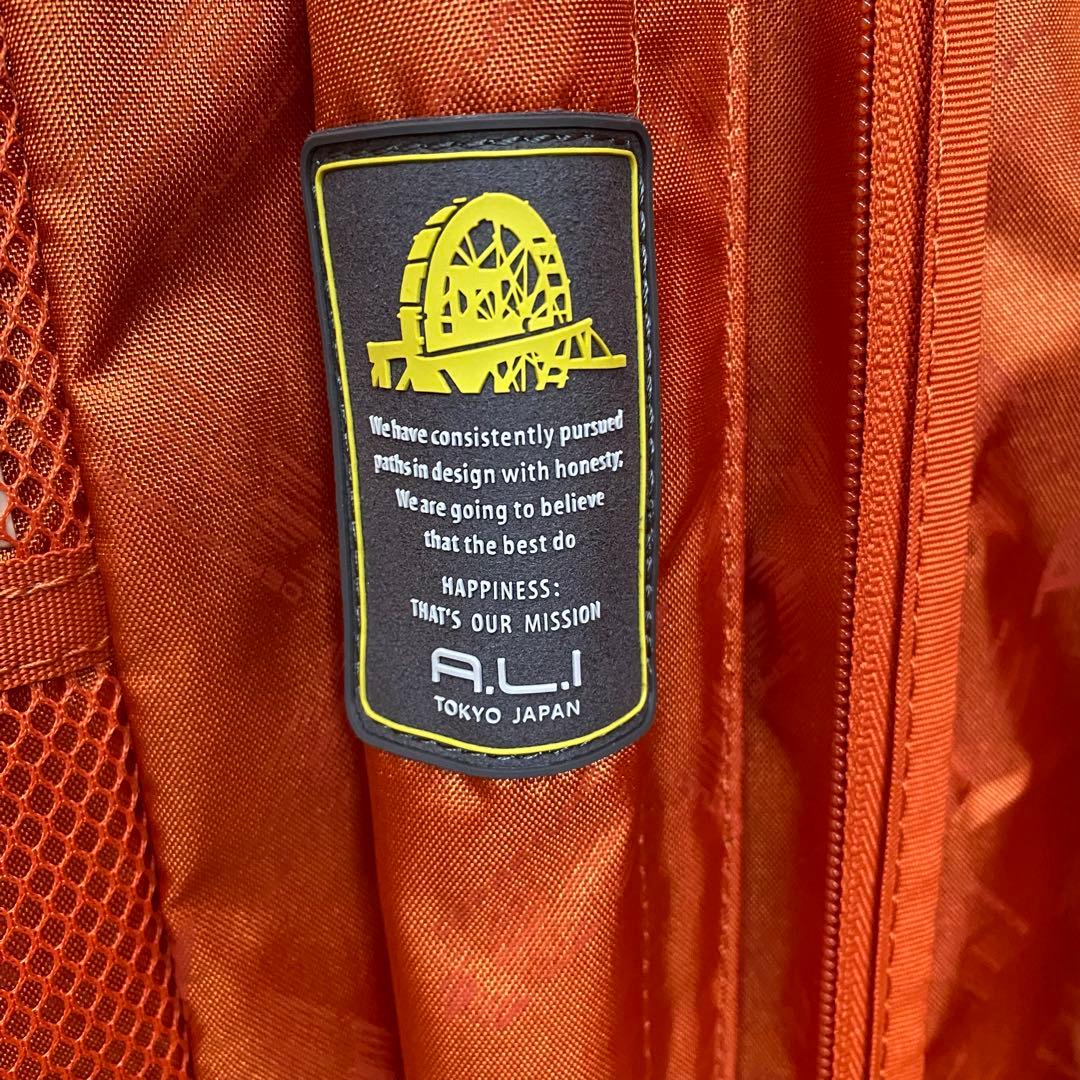 We have consistently pursued
paths in design with honesty;
We are going to believe
that the best do
HAPPINESS:
THAT'S OUR MISSION
A.L.I
TOKYO JAPAN